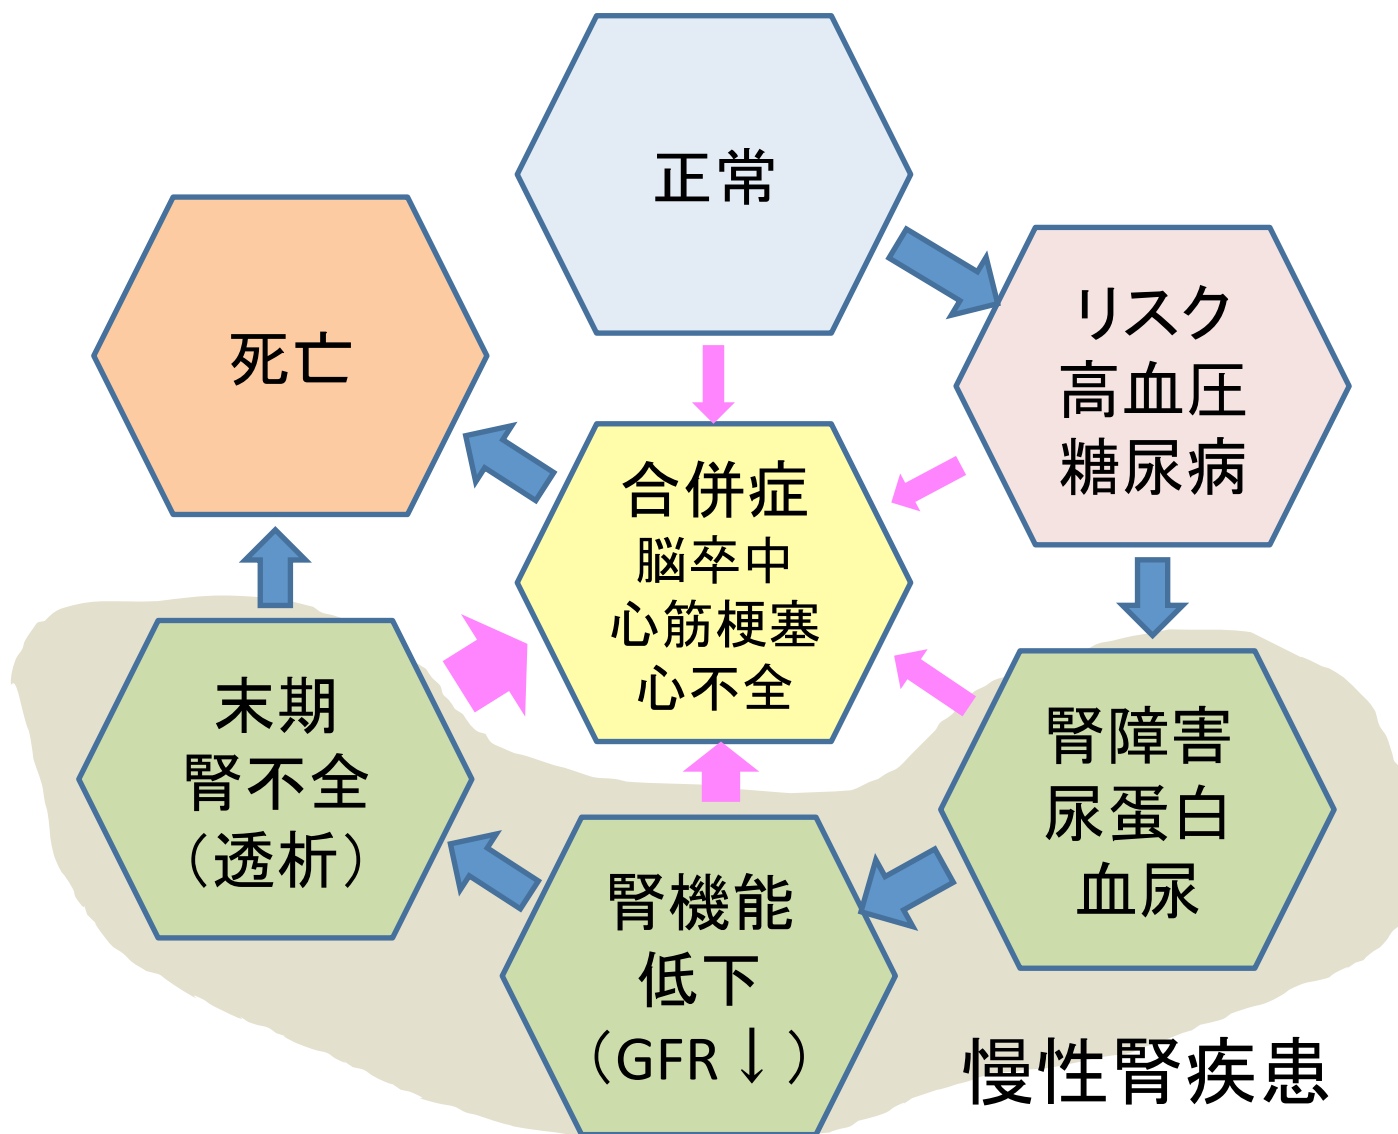 正常
リスク
高血圧
糖尿病
死亡
合併症
脳卒中
心筋梗塞
心不全
末期
腎不全
（透析）
腎障害
尿蛋白
血尿
腎機能
低下
（GFR↓）
慢性腎疾患